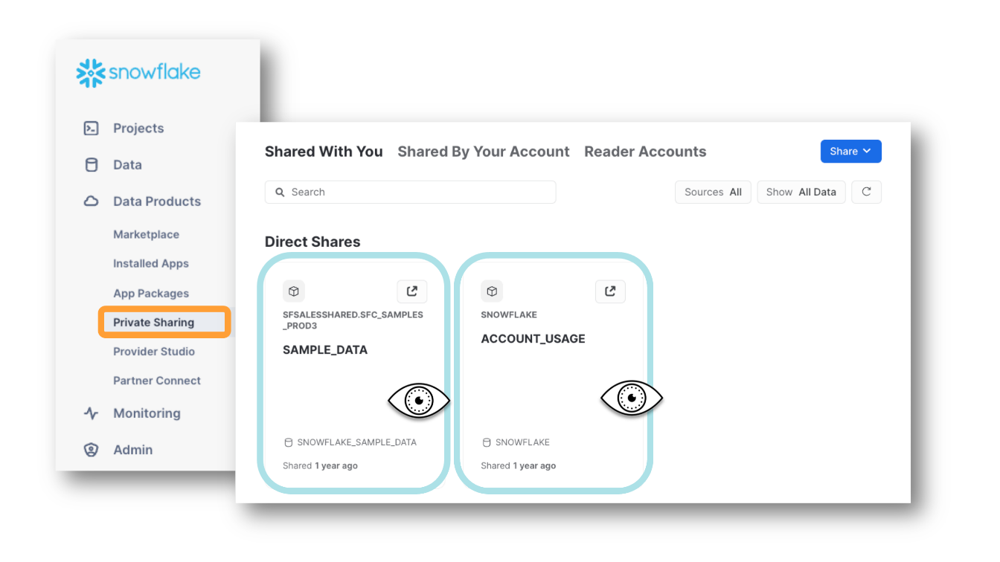 snowflake
Projects
Data
Data Products
Marketplace
Installed Apps
App Packages
Private Sharing
Provider Studio
Partner Connect
Monitoring
Admin
Shared With You Shared By Your Account Reader Accounts Share
Search Sources All Show All Data
Direct Shares
SFSALESSHARED.SFC_SAMPLES
_PROD3
SAMPLE_DATA
SNOWFLAKE_SAMPLE_DATA
Shared 1 year ago
SNOWFLAKE
ACCOUNT_USAGE
SNOWFLAKE
Shared 1 year ago